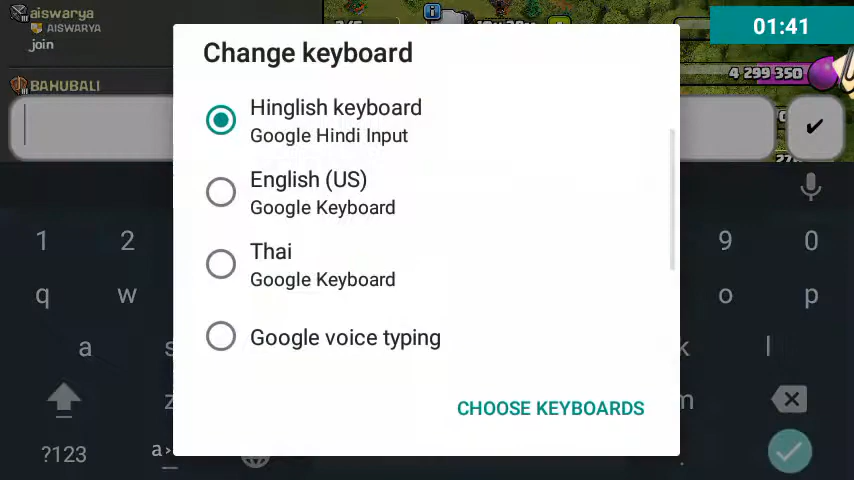 aiswarya
AISWARYA
join
BAHUBALI
01:41
4 299 350
Change keyboard
Hinglish keyboard
Google Hindi Input
English (US)
Google Keyboard
Thai
Google Keyboard
Google voice typing
CHOOSE KEYBOARDS
1 2 9 0
q w o p
a s k l
z m
?123 a> .